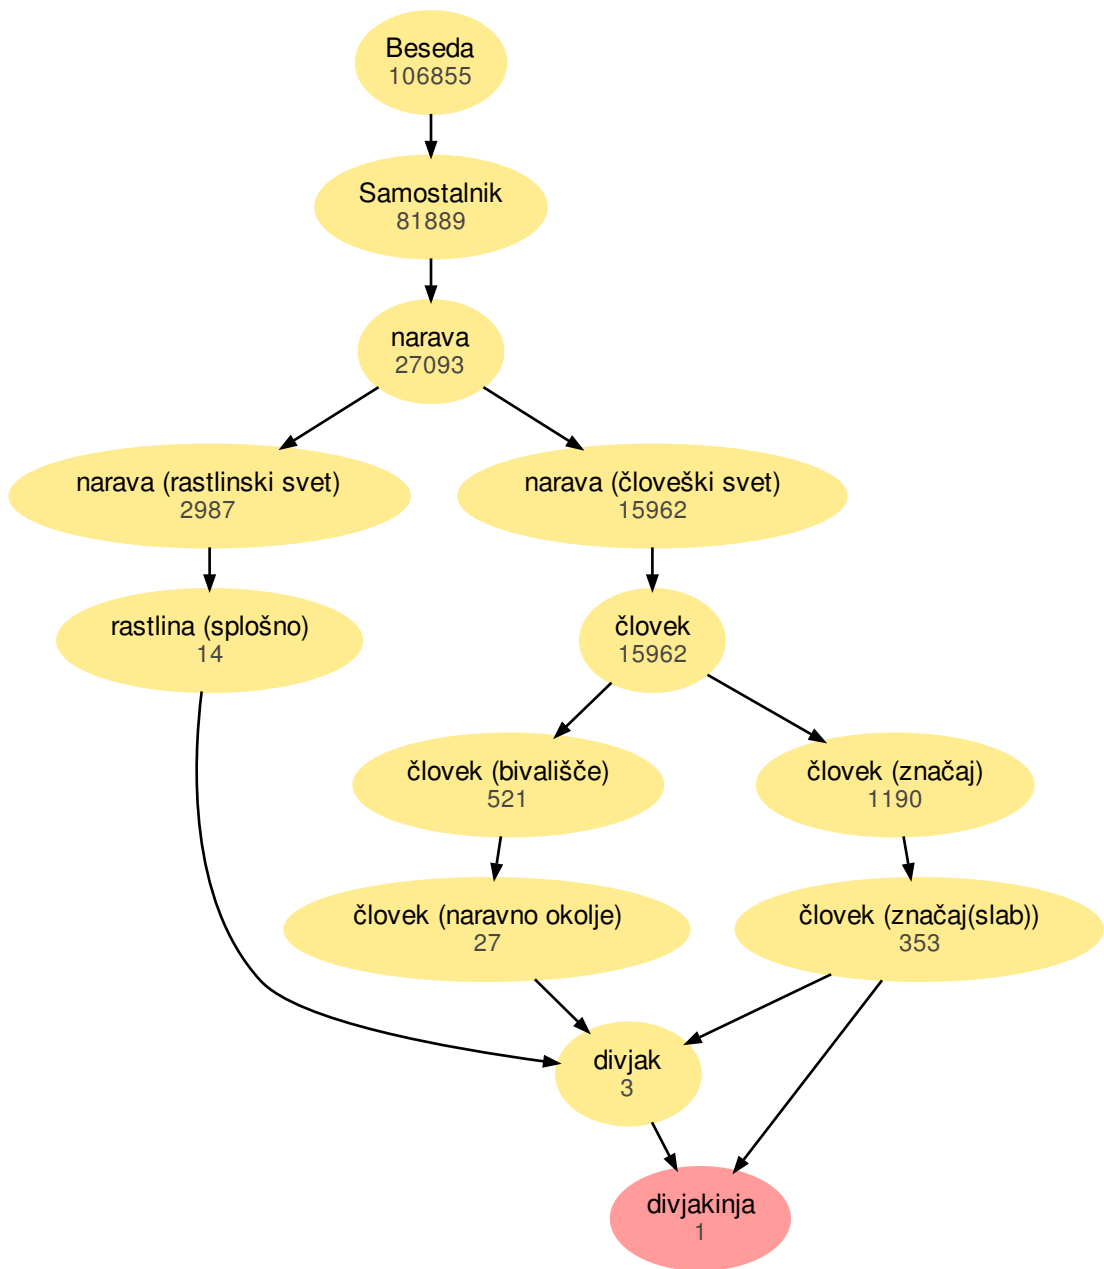 Beseda
106855
Samostalnik
81889
narava
27093
narava (rastlinski svet)
2987
narava (človeški svet)
15962
rastlina (splošno)
14
človek
15962
človek (bivališče)
521
človek (značaj)
1190
človek (naravno okolje)
27
človek (značaj(slab))
353
divjak
3
divjakinja
1